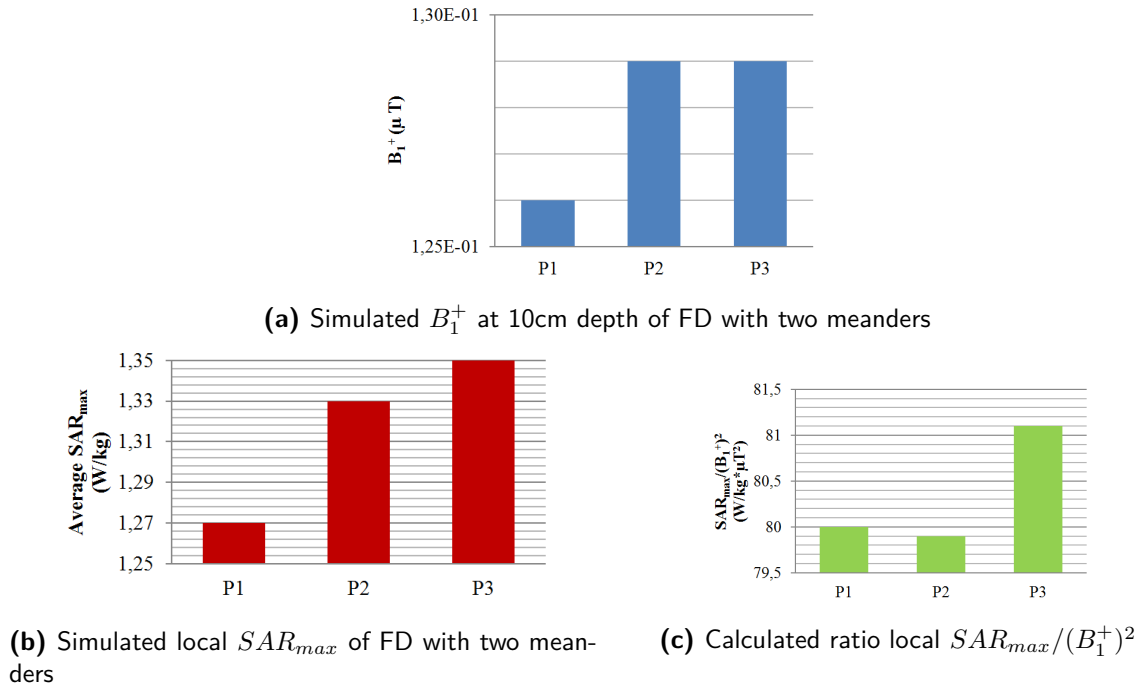 1,30E-01
B₁⁺ (µ T)
1,25E-01
P1 P2 P3
(a) Simulated B₁⁺ at 10cm depth of FD with two meanders
1,35
1,33
1,31
1,29
1,27
1,25
Average SARmax
(W/kg)
P1 P2 P3
(b) Simulated local SARmax of FD with two mean-
ders
81,5
81
80,5
80
79,5
SARmax/(B₁⁺)²
(W/kg*µT²)
P1 P2 P3
(c) Calculated ratio local SARmax/(B₁⁺)²